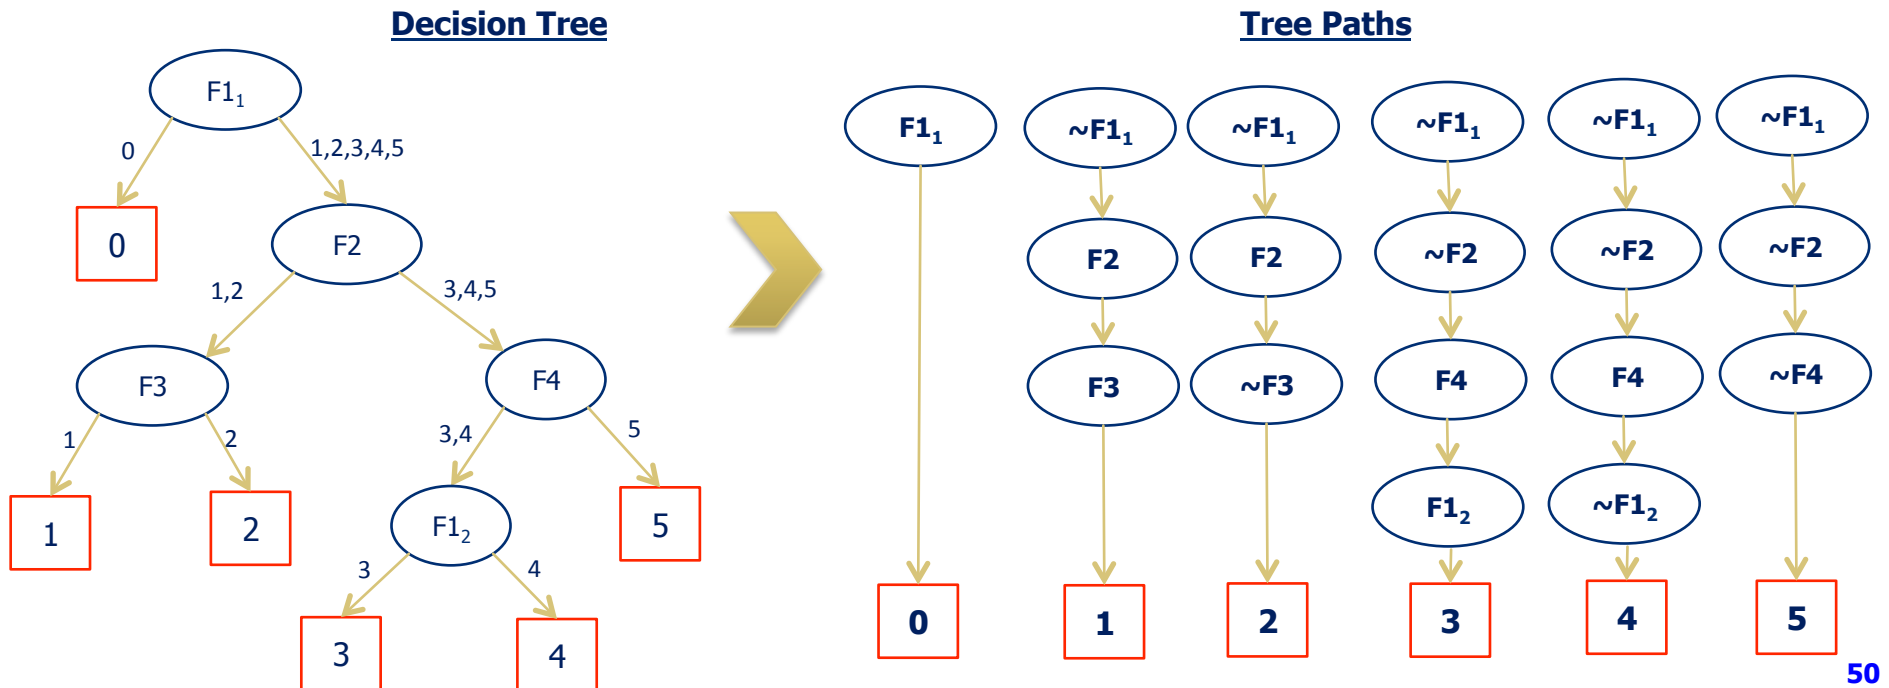 Decision Tree
F1₁
0
1,2,3,4,5
0
F2
1,2
3,4,5
F3
F4
1
2
3,4
5
1
2
F1₂
5
3
4
3
4
Tree Paths
F1₁
~F1₁
~F1₁
~F1₁
~F1₁
~F1₁
F2
F2
~F2
~F2
~F2
F3
~F3
F4
F4
~F4
F1₂
~F1₂
0
1
2
3
4
5
50